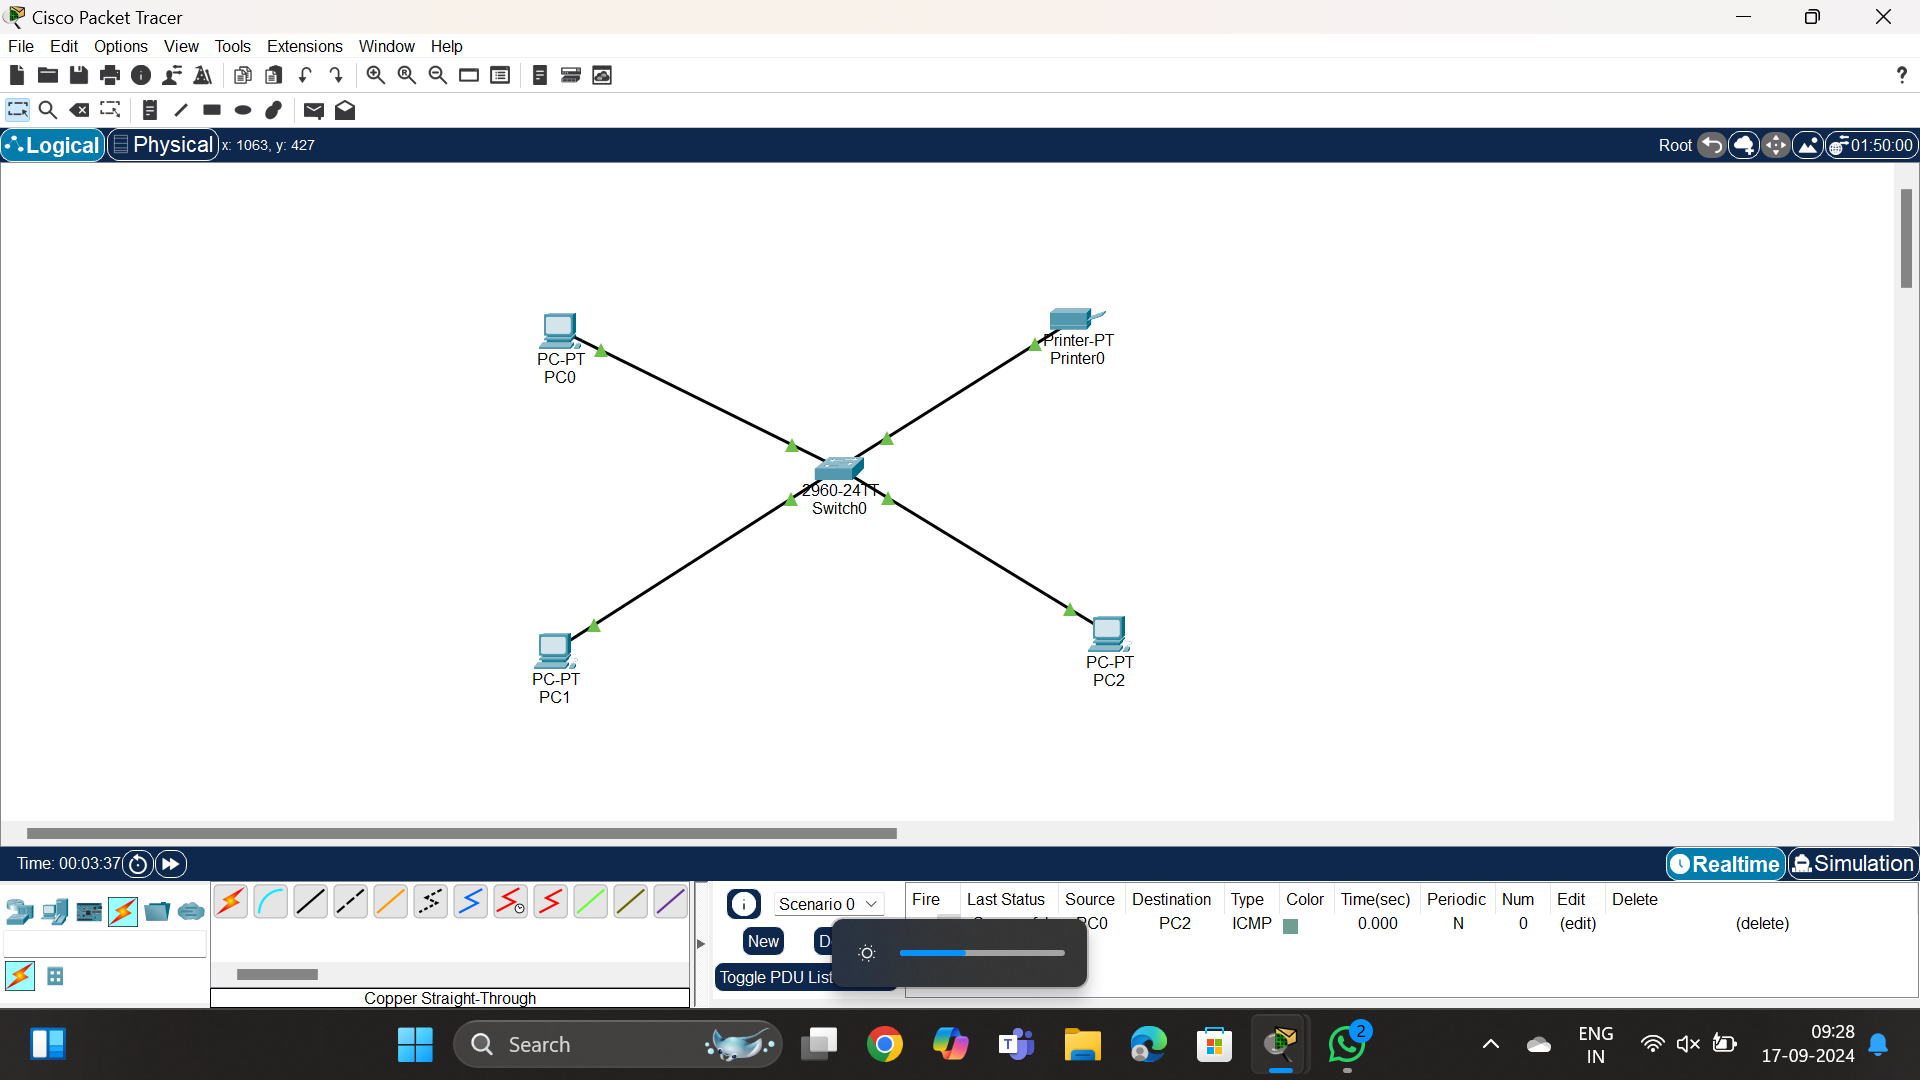 Cisco Packet Tracer
File Edit Options View Tools Extensions Window Help
?
Logical Physical x: 1063, y: 427 Root 01:50:00
PC-PT
PC0
Printer-PT
Printer0
2960-24TT
Switch0
PC-PT
PC1
PC-PT
PC2
Time: 00:03:37 Realtime Simulation
Scenario 0
New
Toggle PDU List
Fire Last Status Source Destination Type Color Time(sec) Periodic Num Edit Delete
PC2 ICMP 0.000 N 0 (edit) (delete)
Copper Straight-Through
Search
2
ENG
IN
09:28
17-09-2024